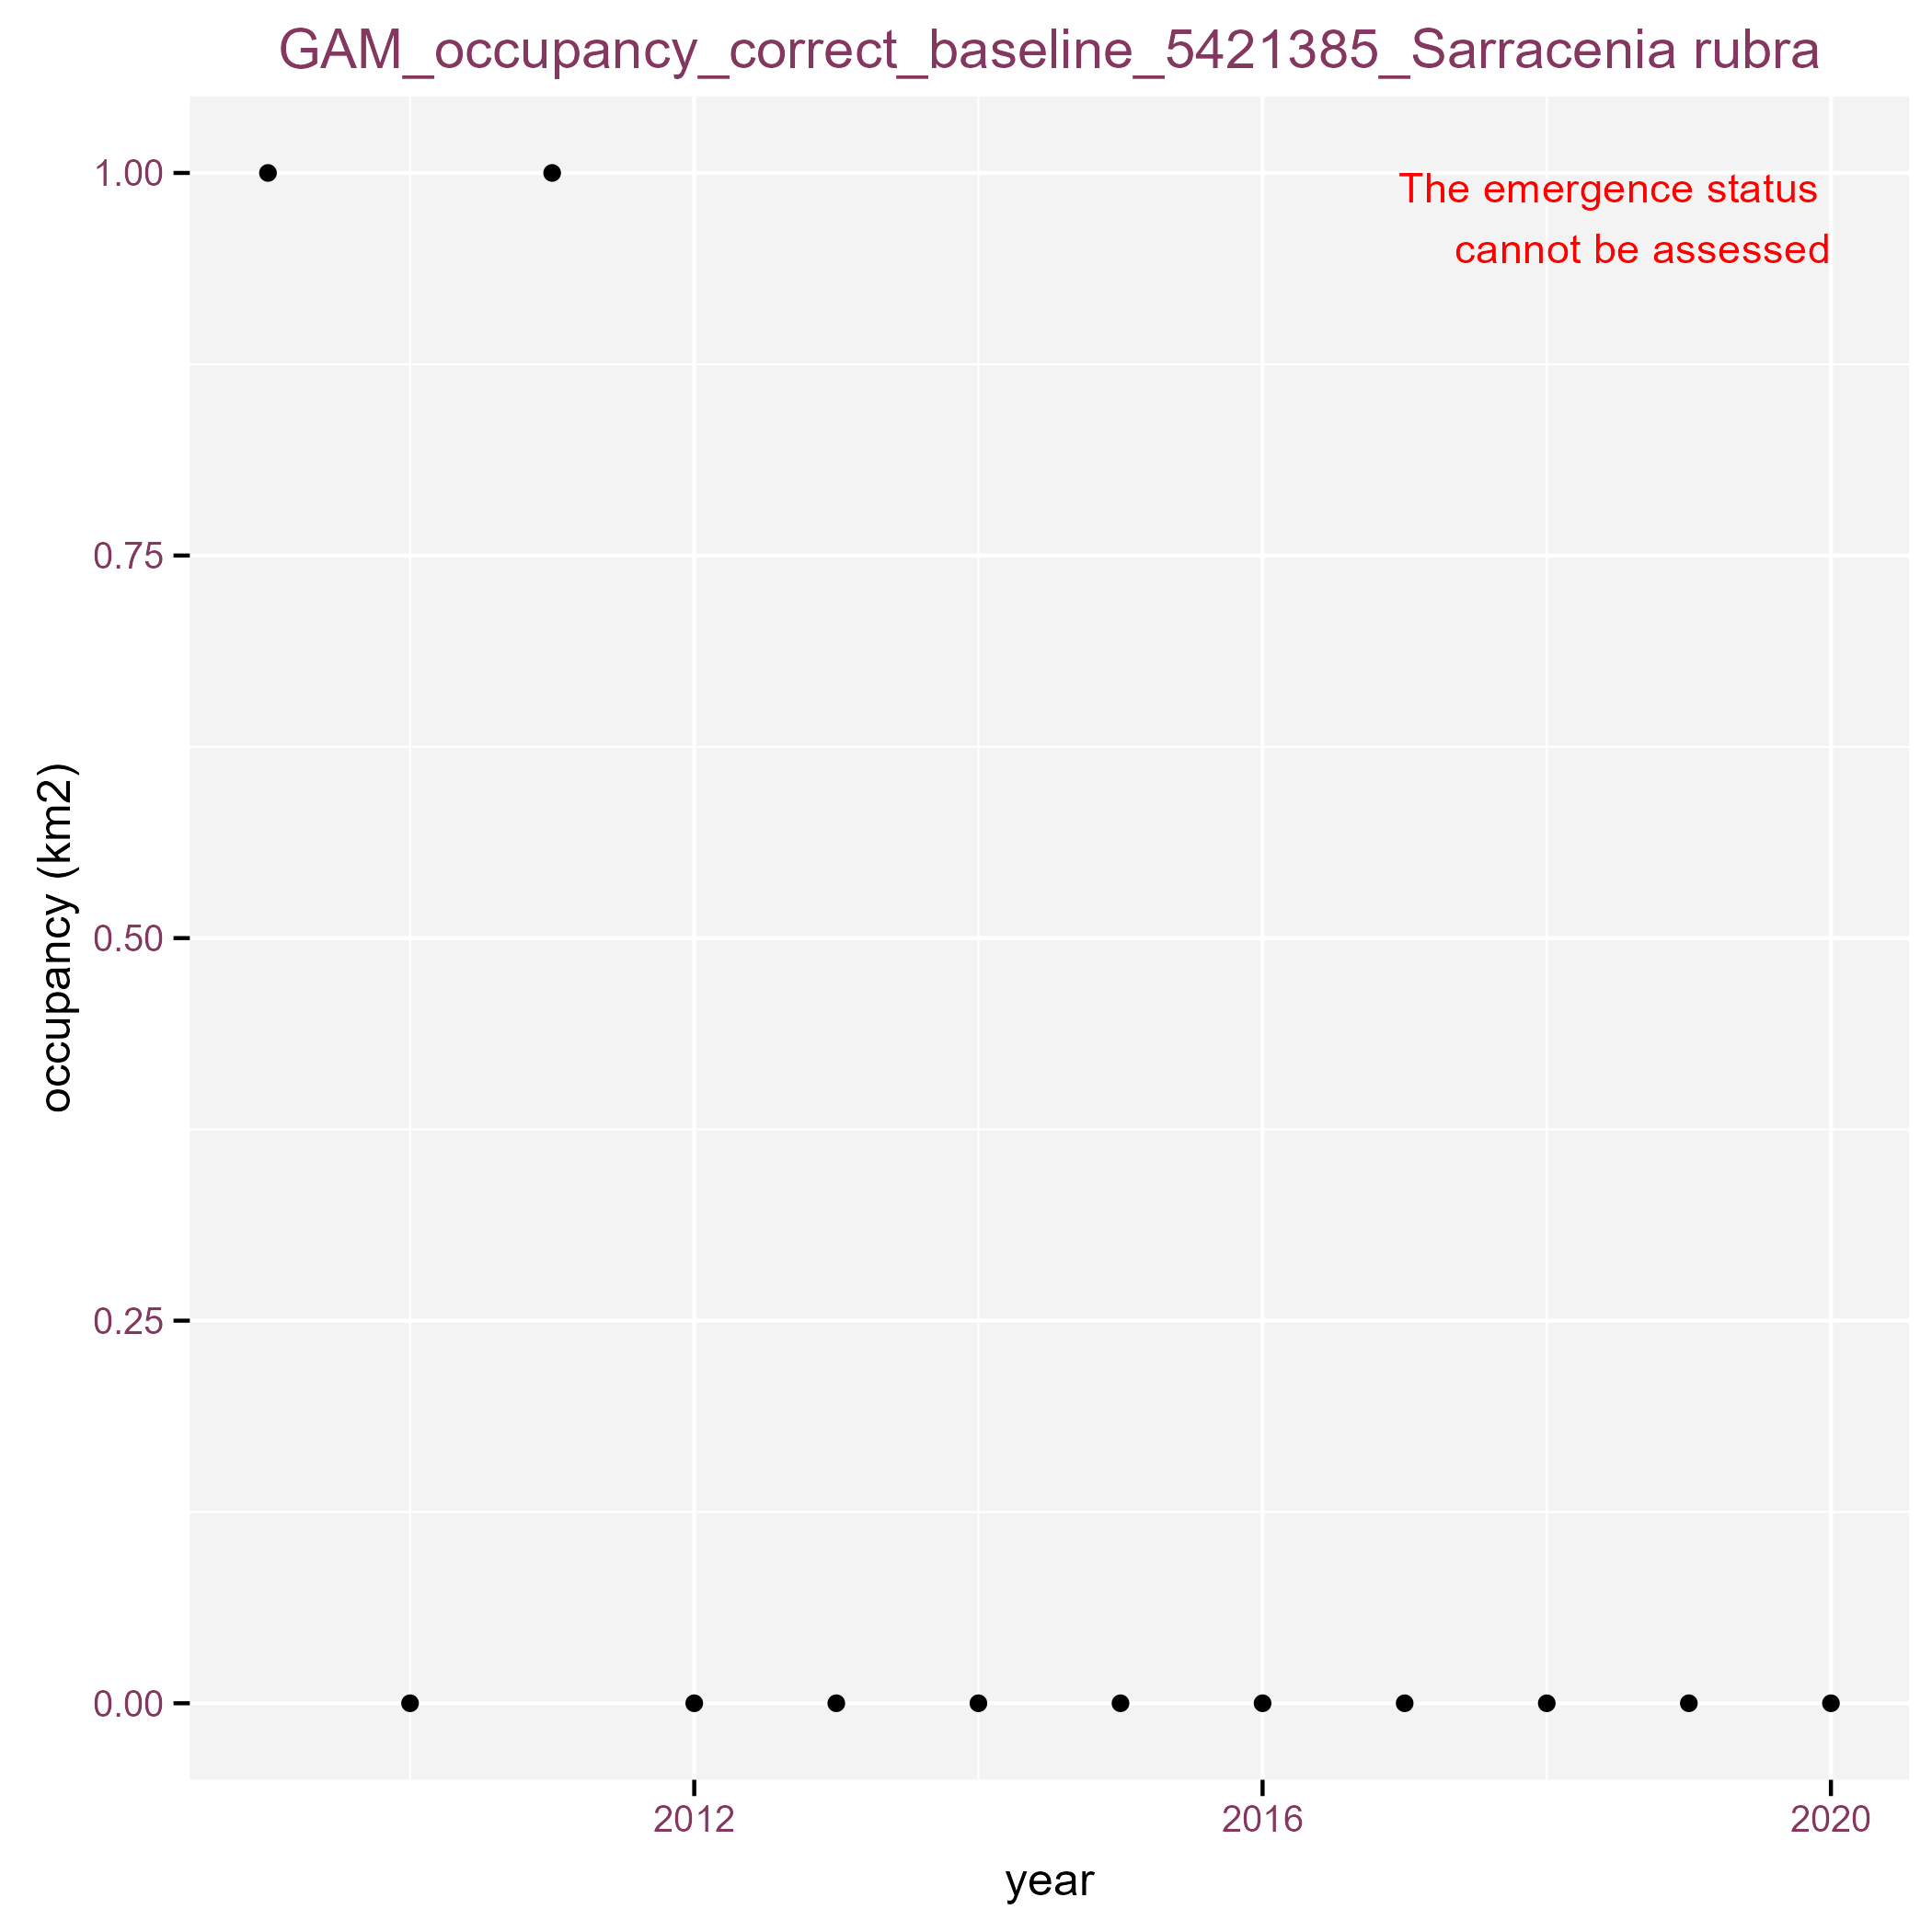 GAM_occupancy_correct_baseline_5421385_Sarracenia rubra
The emergence status
cannot be assessed
1.00
0.75
0.50
0.25
0.00
occupancy (km2)
2012
2016
2020
year